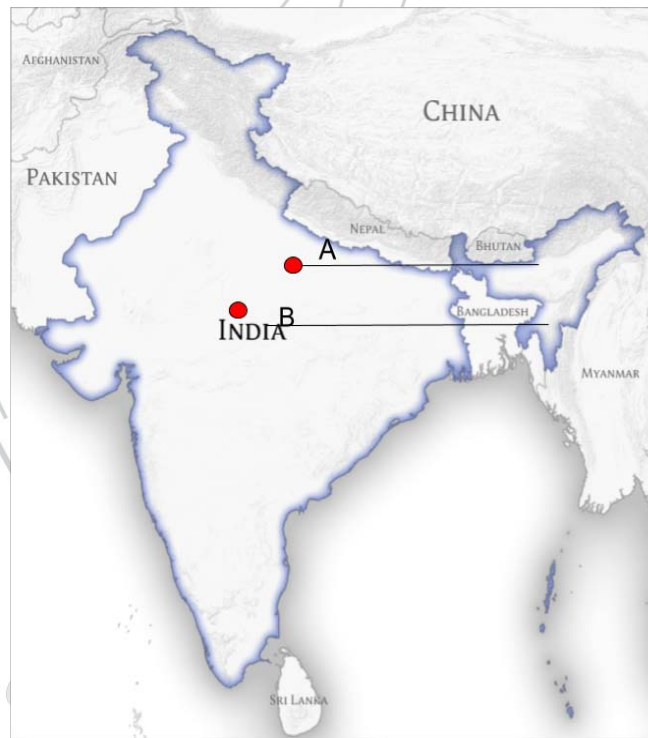 AFGHANISTAN
CHINA
PAKISTAN
NEPAL
BHUTAN
A
BANGLADESH
INDIA
B
MYANMAR
SRI LANKA